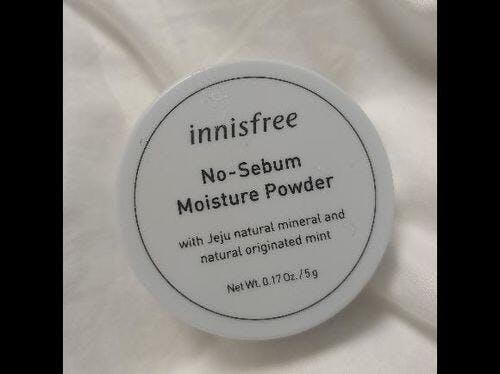 innisfree
No-Sebum
Moisture Powder
with Jeju natural mineral and
natural originated mint
Net Wt. 0.17 Oz. / 5 g